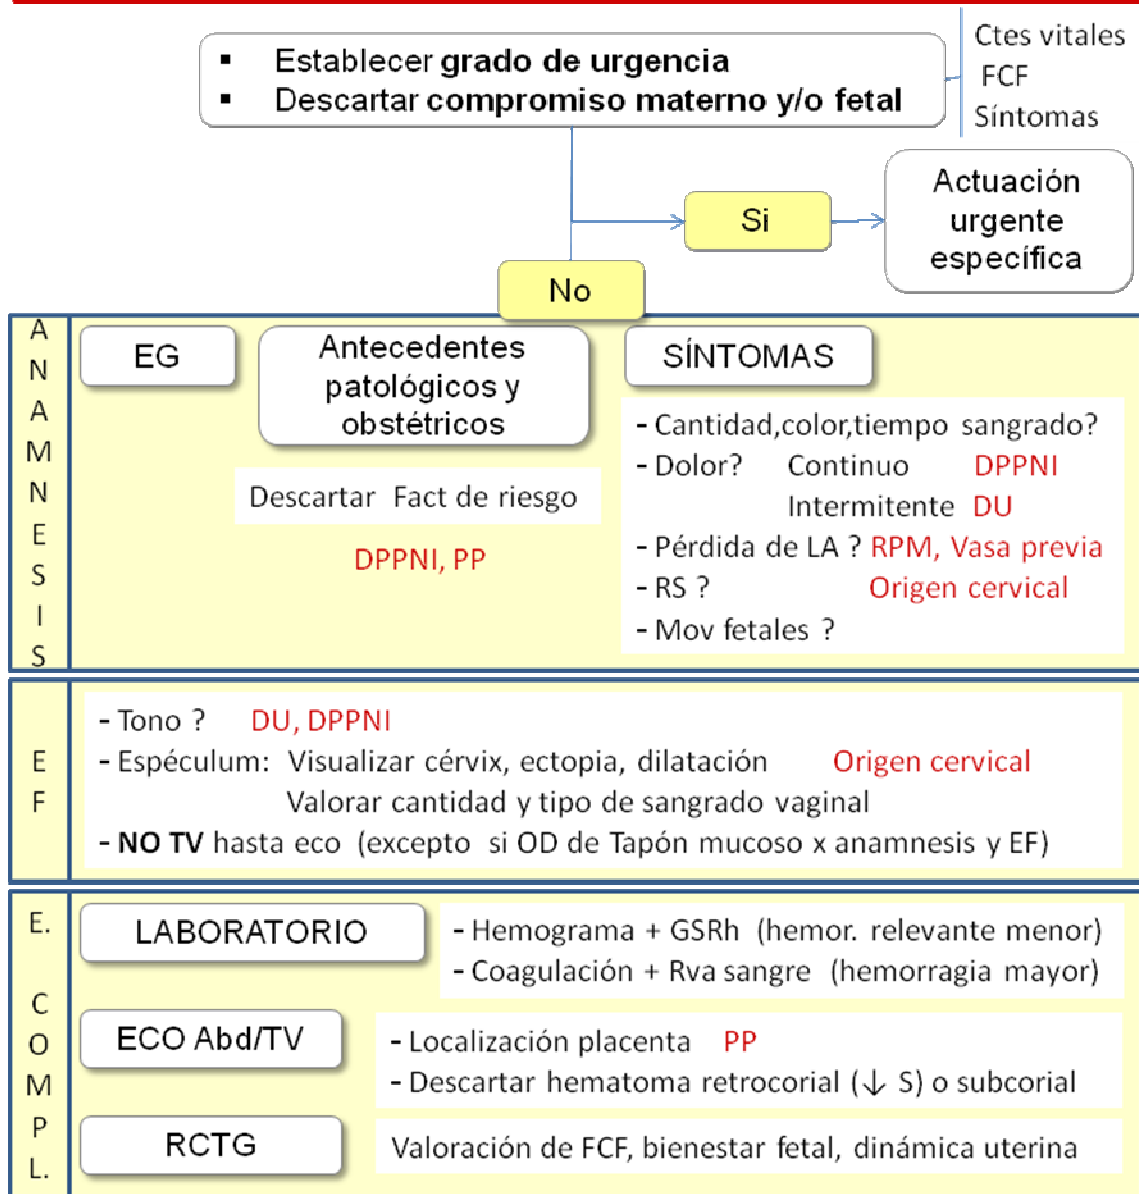 ▪ Establecer grado de urgencia
▪ Descartar compromiso materno y/o fetal
Ctes vitales
FCF
Síntomas
Si
Actuación
urgente
específica
No
ANAMNESIS
EG
Antecedentes
patológicos y
obstétricos
Descartar Fact de riesgo
DPPNI, PP
SÍNTOMAS
- Cantidad,color,tiempo sangrado?
- Dolor? Continuo DPPNI
Intermitente DU
- Pérdida de LA ? RPM, Vasa previa
- RS ? Origen cervical
- Mov fetales ?
EF
- Tono ? DU, DPPNI
- Espéculum: Visualizar cérvix, ectopia, dilatación Origen cervical
Valorar cantidad y tipo de sangrado vaginal
- NO TV hasta eco (excepto si OD de Tapón mucoso x anamnesis y EF)
E. COMPL.
LABORATORIO
- Hemograma + GSRh (hemor. relevante menor)
- Coagulación + Rva sangre (hemorragia mayor)
ECO Abd/TV
- Localización placenta PP
- Descartar hematoma retrocorial (↓ S) o subcorial
RCTG
Valoración de FCF, bienestar fetal, dinámica uterina